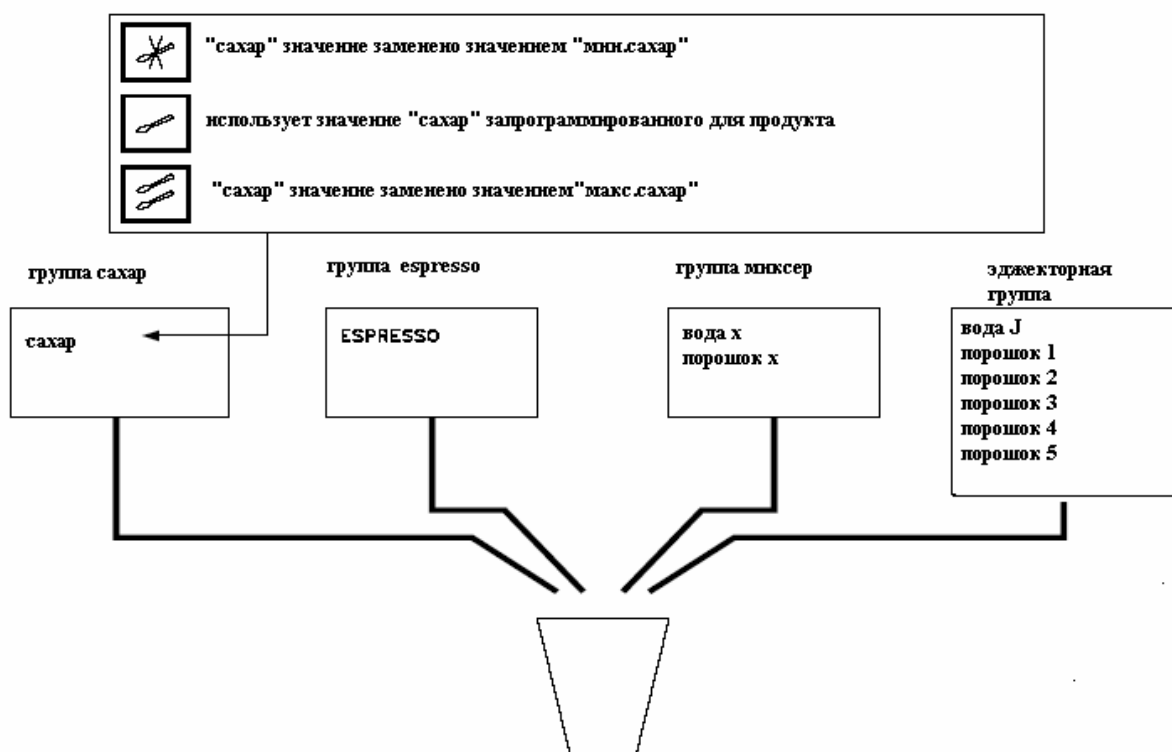 "сахар" значение заменено значением "мин.сахар"
использует значение "сахар" запрограммированного для продукта
"сахар" значение заменено значением"макс.сахар"
группа сахар
сахар
группа espresso
ESPRESSO
группа миксер
вода x
порошок x
эджекторная
группа
вода J
порошок 1
порошок 2
порошок 3
порошок 4
порошок 5